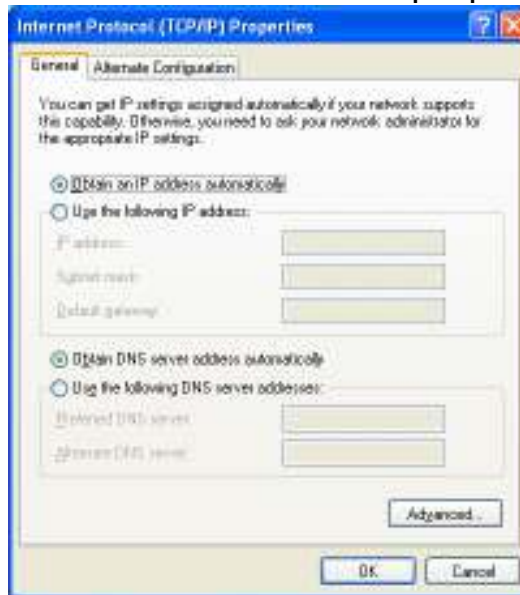 Internet Protocol (TCP/IP) Properties
General
Alternate Configuration
You can get IP settings assigned automatically if your network supports
this capability. Otherwise, you need to ask your network administrator for
the appropriate IP settings.
Obtain an IP address automatically
Use the following IP address:
IP address:
Subnet mask:
Default gateway:
Obtain DNS server address automatically
Use the following DNS server addresses:
Preferred DNS server:
Alternate DNS server:
Advanced...
OK
Cancel